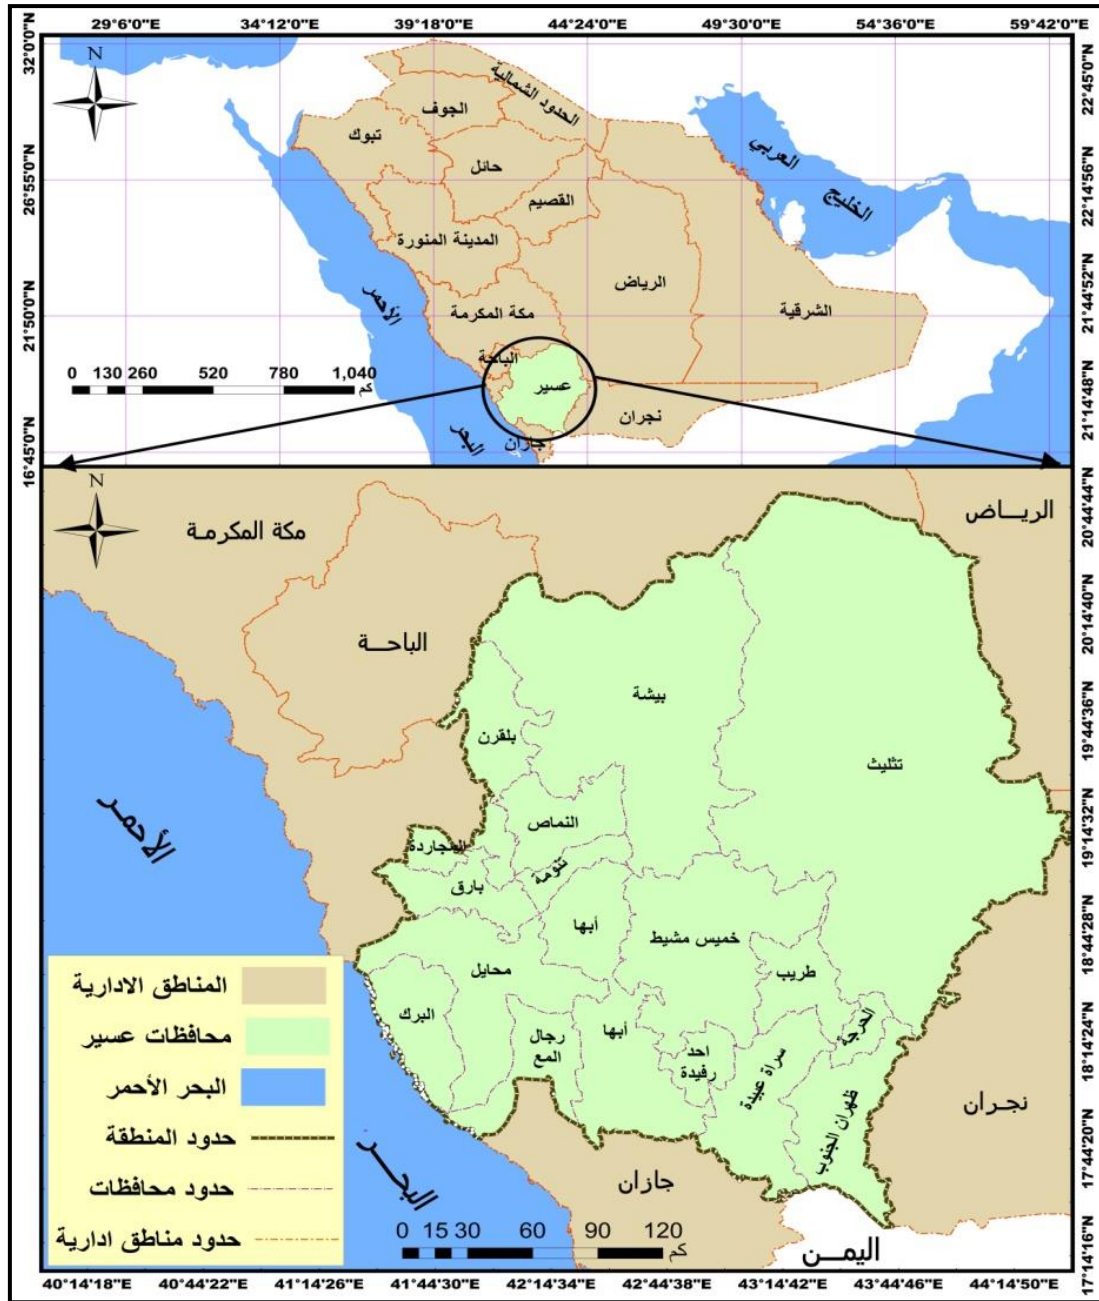 29°6'0"E 34°12'0"E 39°18'0"E 44°24'0"E 49°30'0"E 54°36'0"E 59°42'0"E
32°0'0"N
26°55'0"N
21°50'0"N
16°45'0"N
22°45'0"N
22°14'56"N
21°44'52"N
21°14'48"N
N
الحدود الشمالية
الجوف
تبوك
حائل
القصيم
المدينة المنورة
الرياض
مكة المكرمة
الشرقية
الباحة
عسير
نجران
جازان
الخليج
العربي
البحر
الأحمر
0 130 260 520 780 1,040
كم
N
مكة المكرمة
الريـــاض
الباحـــة
بيشة
بلقرن
تثليث
النماص
المجاردة
تنومة
بارق
أبها
خميس مشيط
محايل
طريب
البرك
رجال
المع
أبها
احد
رفيدة
سراة عبيدة
الحرجة
ظهران الجنوب
نجـران
جازان
اليمـــن
البحـــر
الأحمـر
المناطق الادارية
محافظات عسير
البحر الأحمر
حدود المنطقة
حدود محافظات
حدود مناطق ادارية
0 15 30 60 90 120
كم
20°44'44"N
20°14'40"N
19°44'36"N
19°14'32"N
18°44'28"N
18°14'24"N
17°44'20"N
17°14'16"N
40°14'18"E 40°44'22"E 41°14'26"E 41°44'30"E 42°14'34"E 42°44'38"E 43°14'42"E 43°44'46"E 44°14'50"E